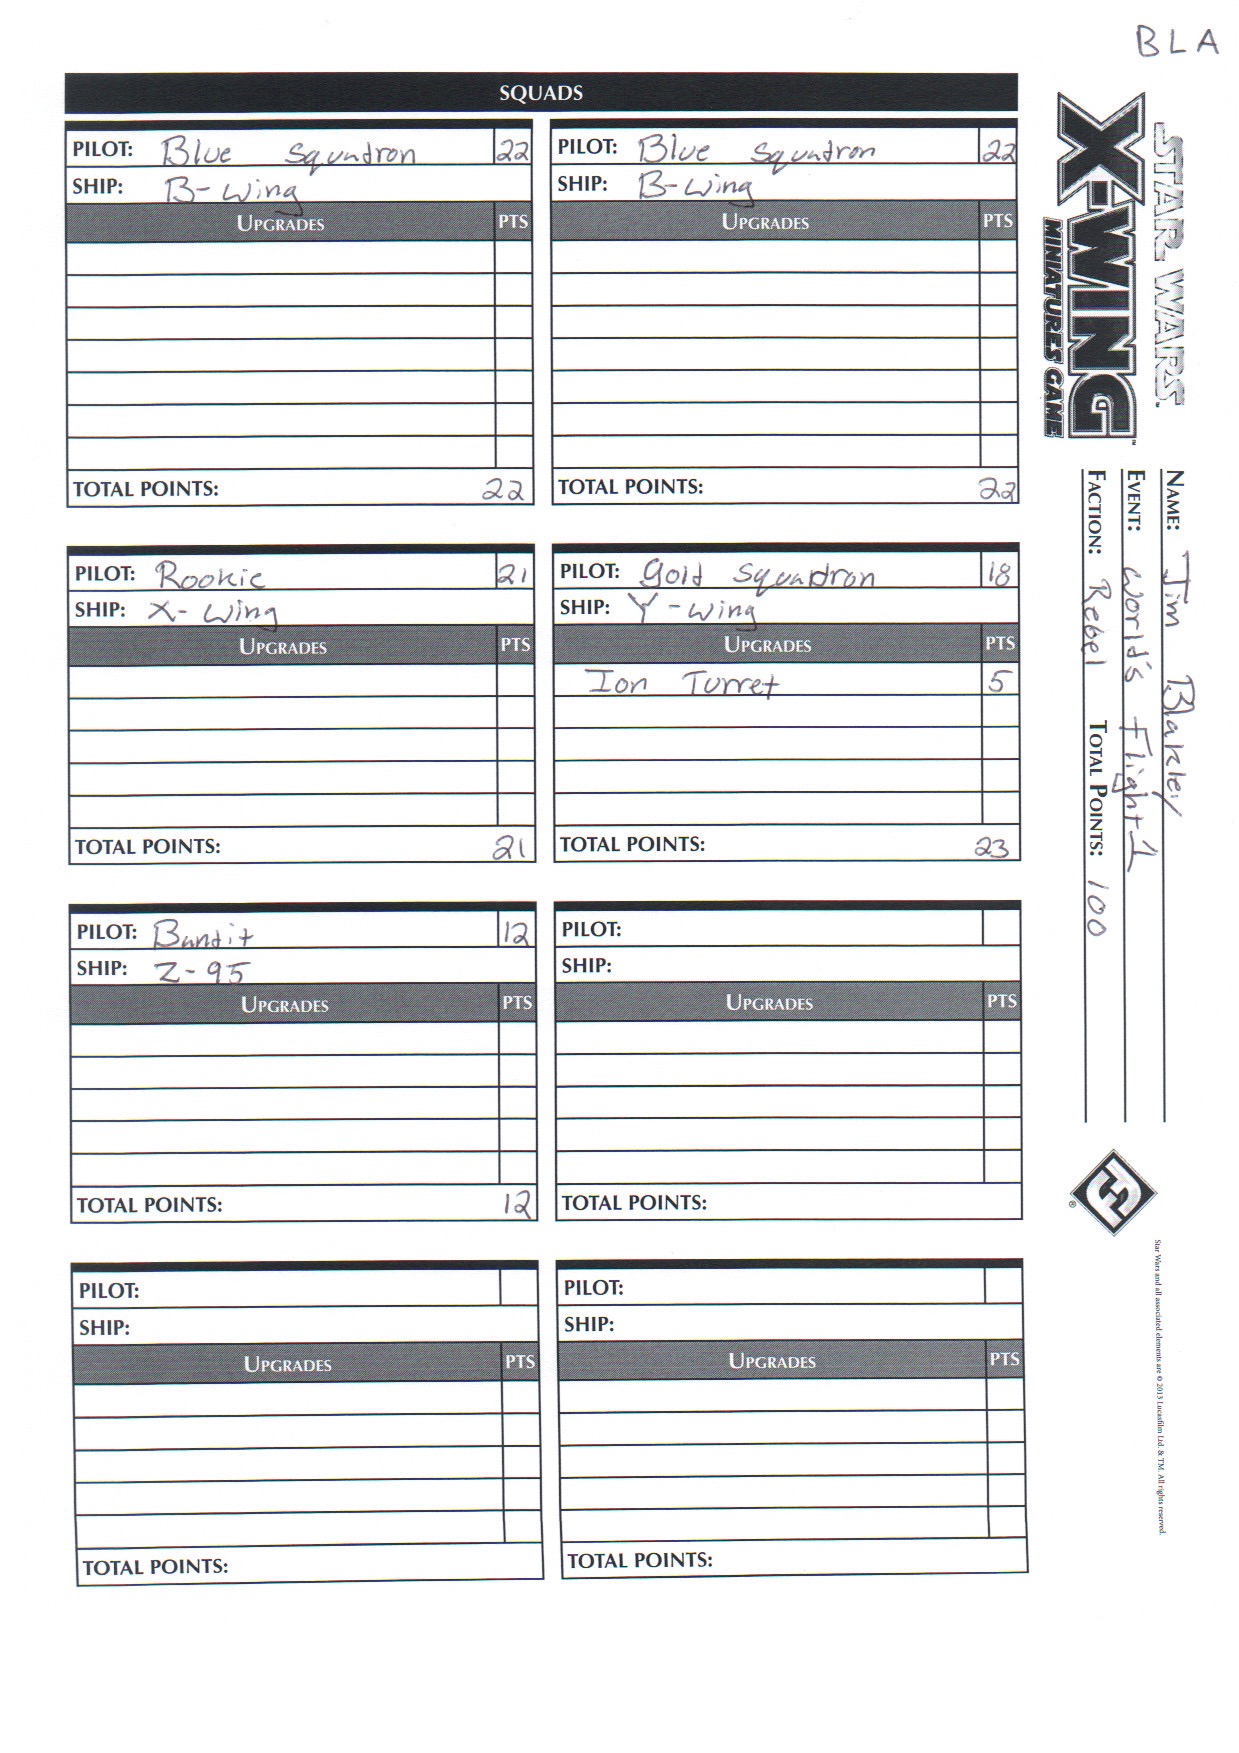 BLA
SQUADS
PILOT: Blue Squadron 22
SHIP: B-Wing
UPGRADES PTS
TOTAL POINTS: 22
PILOT: Blue Squadron 22
SHIP: B-Wing
UPGRADES PTS
TOTAL POINTS: 22
PILOT: Rookie 21
SHIP: X-Wing
UPGRADES PTS
TOTAL POINTS: 21
PILOT: Gold Squadron 18
SHIP: Y-Wing
UPGRADES PTS
Ion Turret 5
TOTAL POINTS: 23
PILOT: Bandit 12
SHIP: Z-95
UPGRADES PTS
TOTAL POINTS: 12
PILOT:
SHIP:
UPGRADES PTS
TOTAL POINTS:
PILOT:
SHIP:
UPGRADES PTS
TOTAL POINTS:
PILOT:
SHIP:
UPGRADES PTS
TOTAL POINTS:
STAR WARS™
X-WING™
MINIATURES GAME
NAME: Jim Blakley
EVENT: World's Flight 1
FACTION: Rebel TOTAL POINTS: 100
®
Star Wars and all associated elements are © 2013 Lucasfilm Ltd. & TM. All rights reserved.